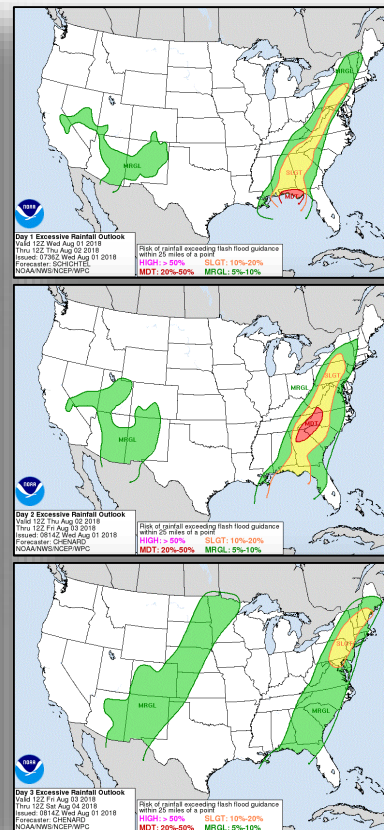 MRGL
MRGL
SLGT
MDT
NOAA
Day 1 Excessive Rainfall Outlook
Valid 12Z Wed Aug 01 2018
Thru 12Z Thu Aug 02 2018
Issued: 0736Z Wed Aug 01 2018
Forecaster: SCHICHTEL
NOAA/NWS/NCEP/WPC
Risk of rainfall exceeding flash flood guidance
within 25 miles of a point
HIGH: > 50% SLGT: 10%-20%
MDT: 20%-50% MRGL: 5%-10%
SLGT
MRGL
MDT
MRGL
NOAA
Day 2 Excessive Rainfall Outlook
Valid 12Z Thu Aug 02 2018
Thru 12Z Fri Aug 03 2018
Issued: 0814Z Wed Aug 01 2018
Forecaster: CHENARD
NOAA/NWS/NCEP/WPC
Risk of rainfall exceeding flash flood guidance
within 25 miles of a point
HIGH: > 50% SLGT: 10%-20%
MDT: 20%-50% MRGL: 5%-10%
SLGT
MRGL
MRGL
NOAA
Day 3 Excessive Rainfall Outlook
Valid 12Z Fri Aug 03 2018
Thru 12Z Sat Aug 04 2018
Issued: 0814Z Wed Aug 01 2018
Forecaster: CHENARD
NOAA/NWS/NCEP/WPC
Risk of rainfall exceeding flash flood guidance
within 25 miles of a point
HIGH: > 50% SLGT: 10%-20%
MDT: 20%-50% MRGL: 5%-10%